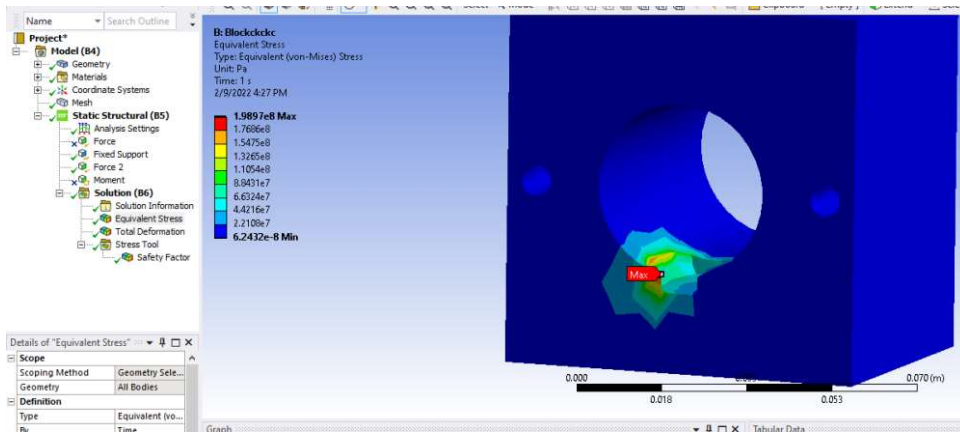 Name
Search Outline
Project*
Model (B4)
Geometry
Materials
Coordinate Systems
Mesh
Static Structural (B5)
Analysis Settings
Force
Fixed Support
Force 2
Moment
Solution (B6)
Solution Information
Equivalent Stress
Total Deformation
Stress Tool
Safety Factor
Details of "Equivalent Stress"
Scope
Scoping Method Geometry Sele...
Geometry All Bodies
Definition
Type Equivalent (vo...
By Time
Select Mode Clipboard [Empty] Extend
B: Blockckckc
Equivalent Stress
Type: Equivalent (von-Mises) Stress
Unit: Pa
Time: 1 s
2/9/2022 4:27 PM
1.9897e8 Max
1.7686e8
1.5475e8
1.3265e8
1.1054e8
8.8431e7
6.6324e7
4.4216e7
2.2108e7
6.2432e-8 Min
Max
0.000 0.070 (m)
0.018 0.053
Graph
Tabular Data